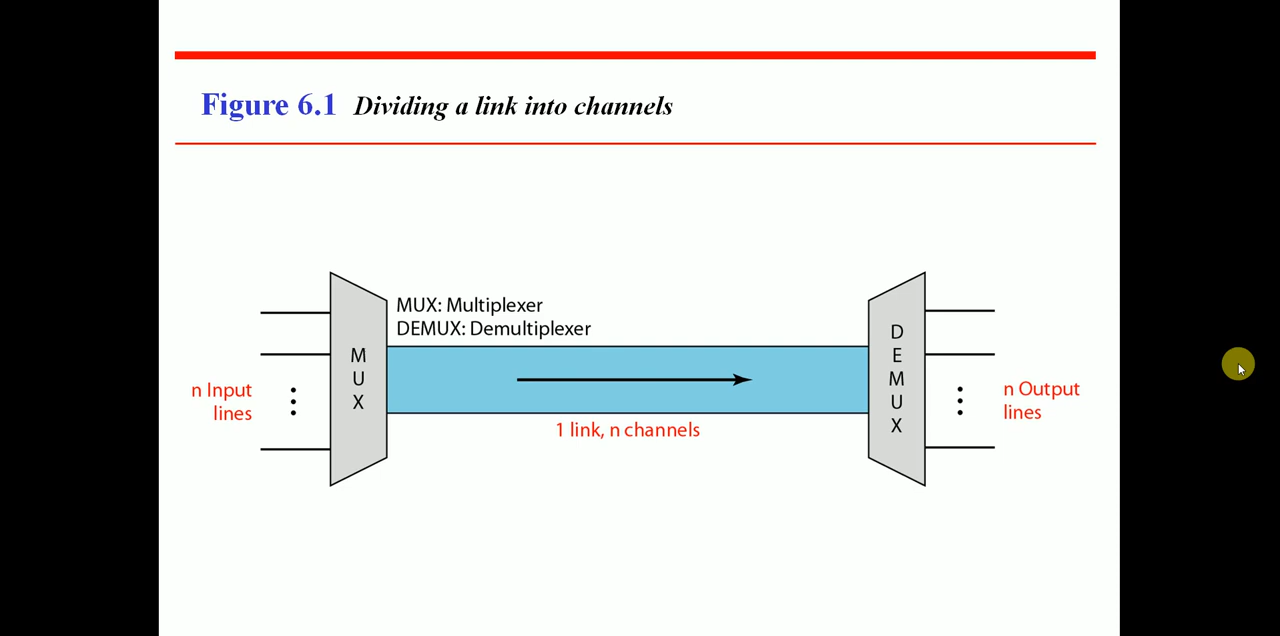 Figure 6.1 Dividing a link into channels
MUX: Multiplexer
DEMUX: Demultiplexer
M
U
X
D
E
M
U
X
n Input
lines
1 link, n channels
n Output
lines